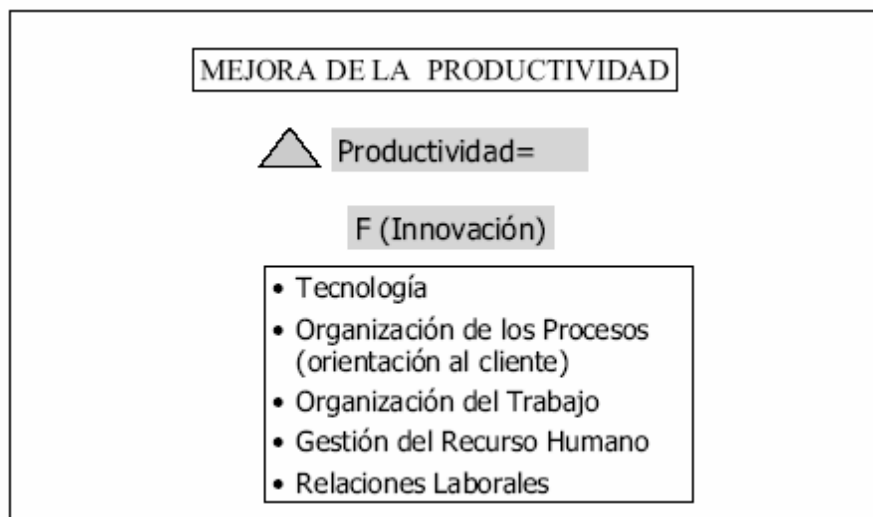 MEJORA DE LA PRODUCTIVIDAD
Productividad=
F (Innovación)
• Tecnología
• Organización de los Procesos
(orientación al cliente)
• Organización del Trabajo
• Gestión del Recurso Humano
• Relaciones Laborales